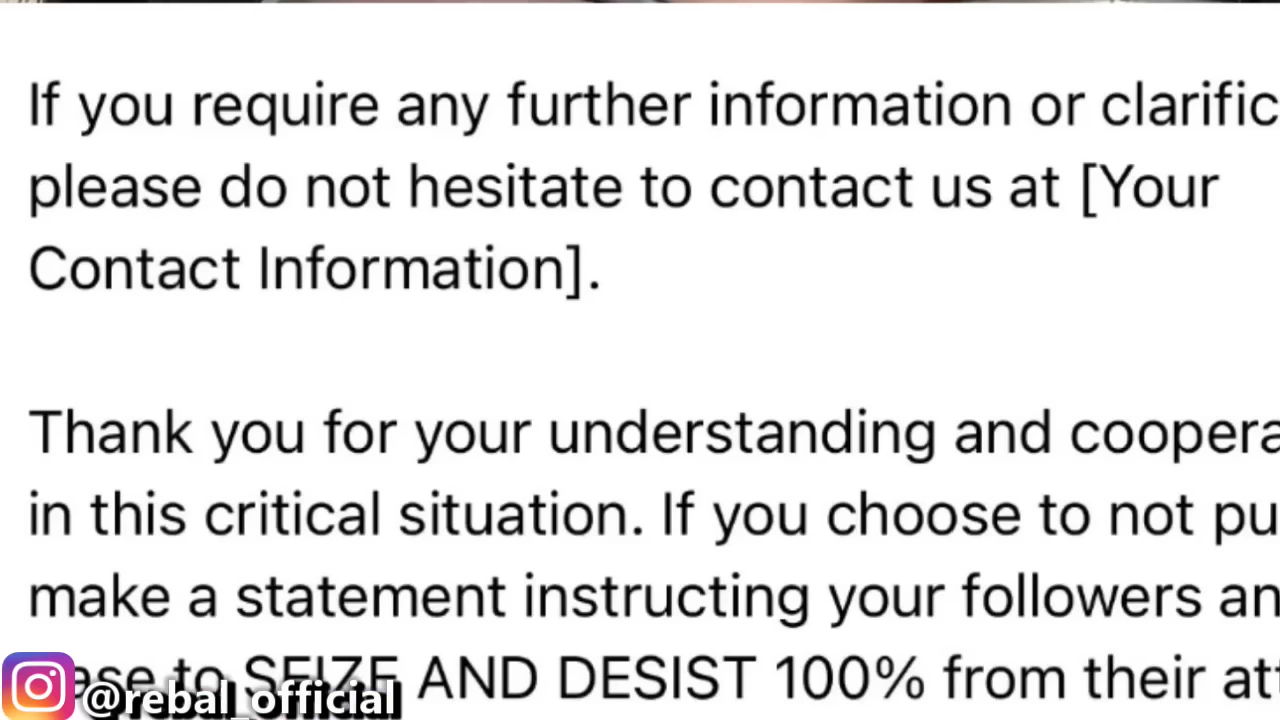 If you require any further information or clarific
please do not hesitate to contact us at [Your
Contact Information].
Thank you for your understanding and coopera
in this critical situation. If you choose to not pu
make a statement instructing your followers an
ase to SEIZE AND DESIST 100% from their att
@rebal_official